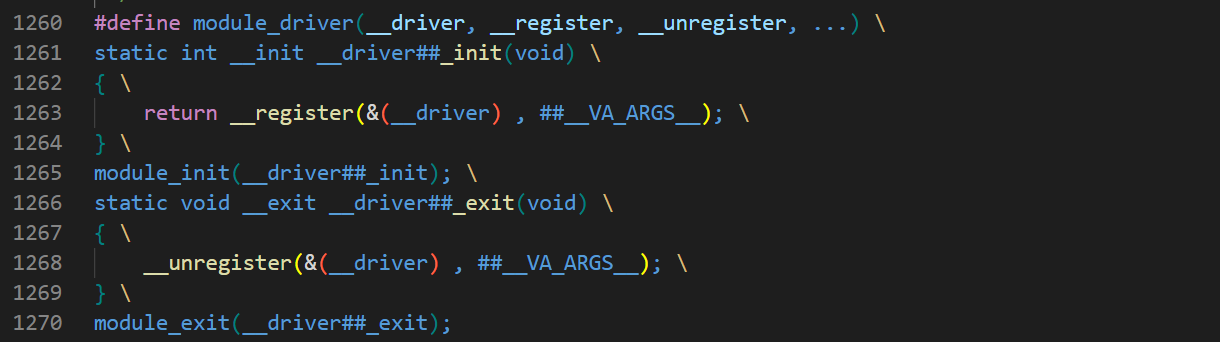 1260 #define module_driver(__driver, __register, __unregister, ...) \
1261 static int __init __driver##_init(void) \
1262 { \
1263     return __register(&(__driver) , ##__VA_ARGS__); \
1264 } \
1265 module_init(__driver##_init); \
1266 static void __exit __driver##_exit(void) \
1267 { \
1268     __unregister(&(__driver) , ##__VA_ARGS__); \
1269 } \
1270 module_exit(__driver##_exit);